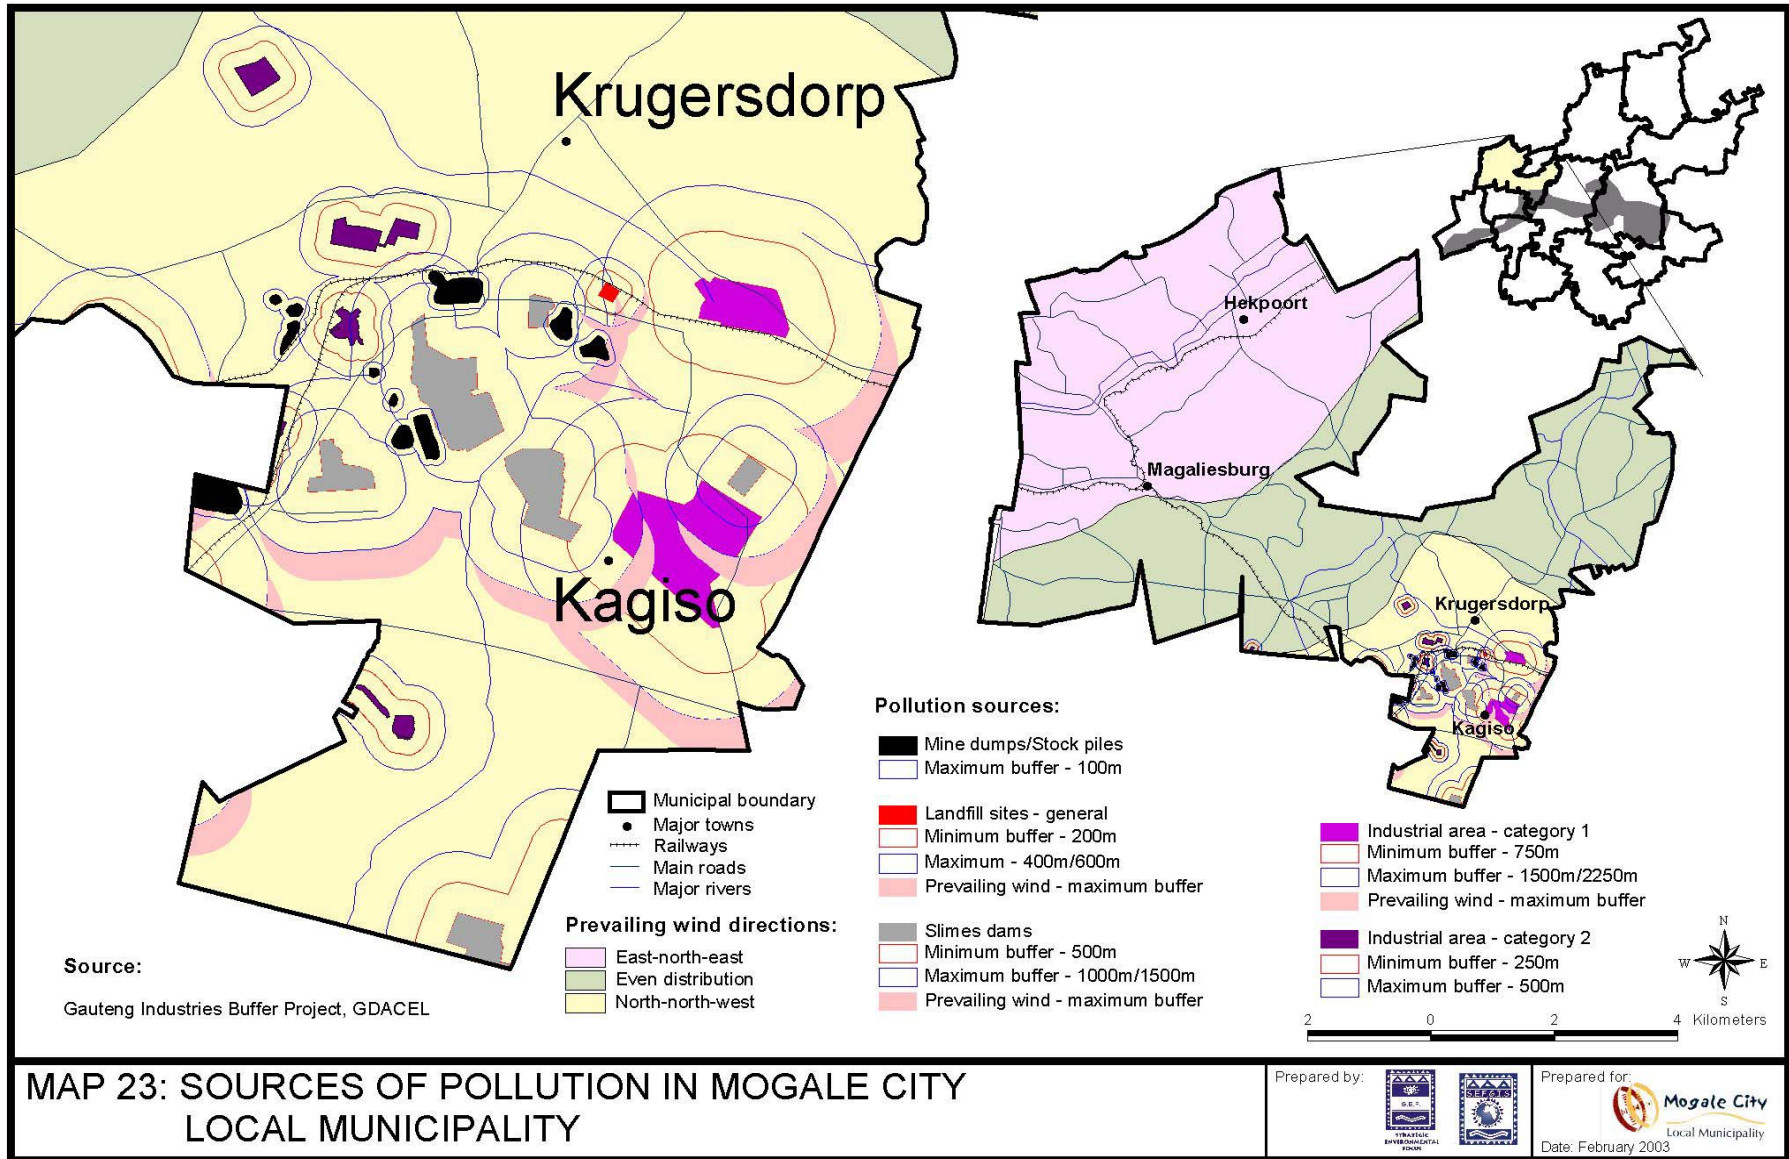 Krugersdorp
Kagiso
Hekpoort
Magaliesburg
Krugersdorp
Kagiso
Municipal boundary
Major towns
Railways
Main roads
Major rivers
Prevailing wind directions:
East-north-east
Even distribution
North-north-west
Source:
Gauteng Industries Buffer Project, GDACEL
Pollution sources:
Mine dumps/Stock piles
Maximum buffer - 100m
Landfill sites - general
Minimum buffer - 200m
Maximum - 400m/600m
Prevailing wind - maximum buffer
Slimes dams
Minimum buffer - 500m
Maximum buffer - 1000m/1500m
Prevailing wind - maximum buffer
Industrial area - category 1
Minimum buffer - 750m
Maximum buffer - 1500m/2250m
Prevailing wind - maximum buffer
Industrial area - category 2
Minimum buffer - 250m
Maximum buffer - 500m
N
W E
S
2 0 2 4 Kilometers
MAP 23: SOURCES OF POLLUTION IN MOGALE CITY
LOCAL MUNICIPALITY
Prepared by:
S.E.F.
STRATEGIC
ENVIRONMENTAL
Prepared for:
Mogale City
Local Municipality
Date: February 2003